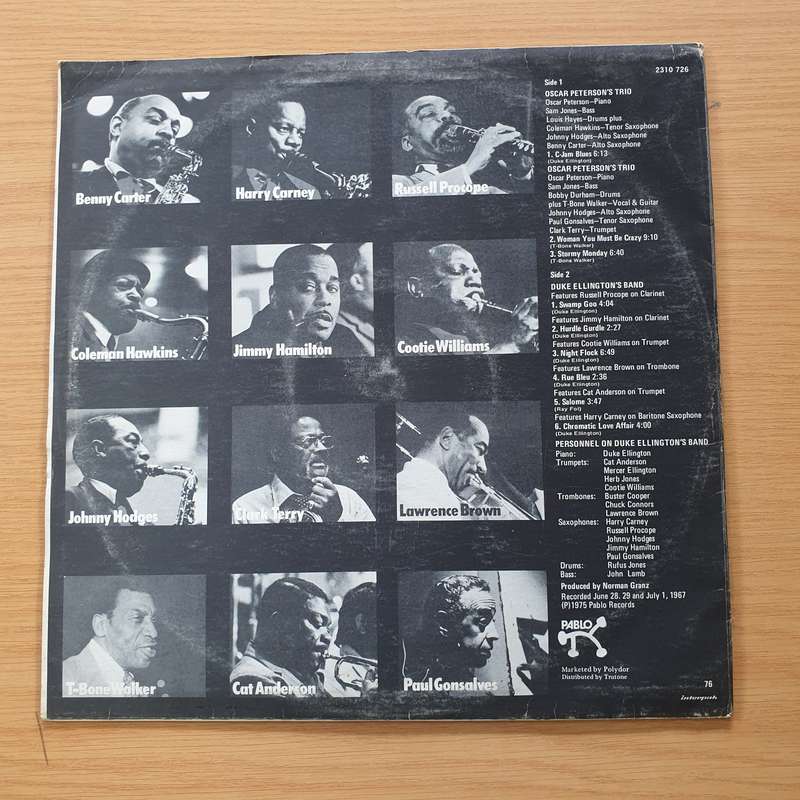 2310 726
Benny Carter
Harry Carney
Russell Procope
Coleman Hawkins
Jimmy Hamilton
Cootie Williams
Johnny Hodges
Clark Terry
Lawrence Brown
T-Bone Walker
Cat Anderson
Paul Gonsalves
Side 1
OSCAR PETERSON'S TRIO
Oscar Peterson—Piano
Sam Jones—Bass
Louis Hayes—Drums plus
Coleman Hawkins—Tenor Saxophone
Johnny Hodges—Alto Saxophone
Benny Carter—Alto Saxophone
1. C-Jam Blues 6:13
(Duke Ellington)
OSCAR PETERSON'S TRIO
Oscar Peterson—Piano
Sam Jones—Bass
Bobby Durham—Drums
plus T-Bone Walker—Vocal & Guitar
Johnny Hodges—Alto Saxophone
Paul Gonsalves—Tenor Saxophone
Clark Terry—Trumpet
2. Woman You Must Be Crazy 9:10
(T-Bone Walker)
3. Stormy Monday 6:40
(T-Bone Walker)
Side 2
DUKE ELLINGTON'S BAND
Features Russell Procope on Clarinet
1. Swamp Goo 4:04
(Duke Ellington)
Features Jimmy Hamilton on Clarinet
2. Hurdle Gurdle 2:27
(Duke Ellington)
Features Cootie Williams on Trumpet
3. Night Flock 6:49
(Duke Ellington)
Features Lawrence Brown on Trombone
4. Rue Bleu 2:36
(Duke Ellington)
Features Cat Anderson on Trumpet
5. Salome 3:47
(Ray Fol)
Features Harry Carney on Baritone Saxophone
6. Chromatic Love Affair 4:00
(Duke Ellington)
PERSONNEL ON DUKE ELLINGTON'S BAND
Piano: Duke Ellington
Trumpets: Cat Anderson
Mercer Ellington
Herb Jones
Cootie Williams
Trombones: Buster Cooper
Chuck Connors
Lawrence Brown
Saxophones: Harry Carney
Russell Procope
Johnny Hodges
Jimmy Hamilton
Paul Gonsalves
Drums: Rufus Jones
Bass: John Lamb
Produced by Norman Granz
Recorded June 28. 29 and July 1, 1967
(P)1975 Pablo Records
PABLO
Marketed by Polydor
Distributed by Trutone
76
interpak